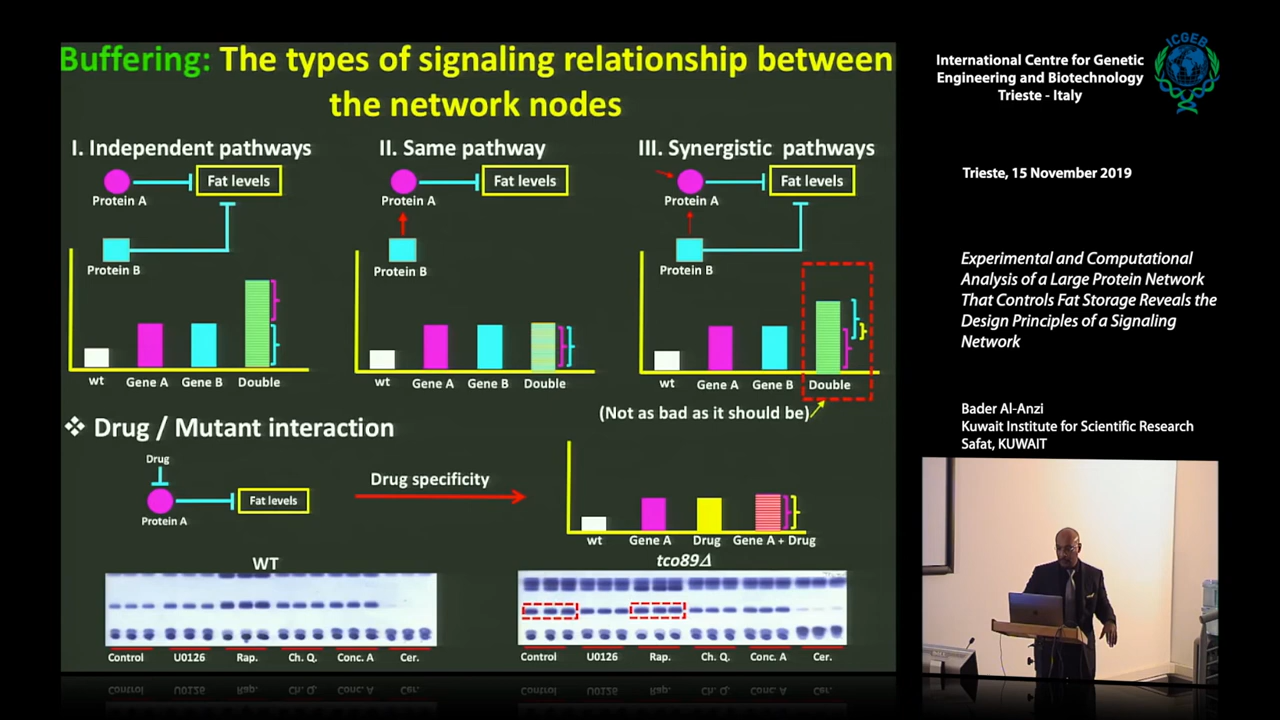 Buffering: The types of signaling relationship between
the network nodes
I. Independent pathways
Fat levels
Protein A
Protein B
wt
Gene A
Gene B
Double
II. Same pathway
Fat levels
Protein A
Protein B
wt
Gene A
Gene B
Double
III. Synergistic pathways
Fat levels
Protein A
Protein B
wt
Gene A
Gene B
Double
(Not as bad as it should be)
❖ Drug / Mutant interaction
Drug
Fat levels
Protein A
Drug specificity
wt
Gene A
Drug
Gene A + Drug
WT
Control
U0126
Rap.
Ch. Q.
Conc. A
Cer.
tco89Δ
Control
U0126
Rap.
Ch. Q.
Conc. A
Cer.
International Centre for Genetic
Engineering and Biotechnology
Trieste - Italy
ICGEB
Trieste, 15 November 2019
Experimental and Computational
Analysis of a Large Protein Network
That Controls Fat Storage Reveals the
Design Principles of a Signaling
Network
Bader Al-Anzi
Kuwait Institute for Scientific Research
Safat, KUWAIT